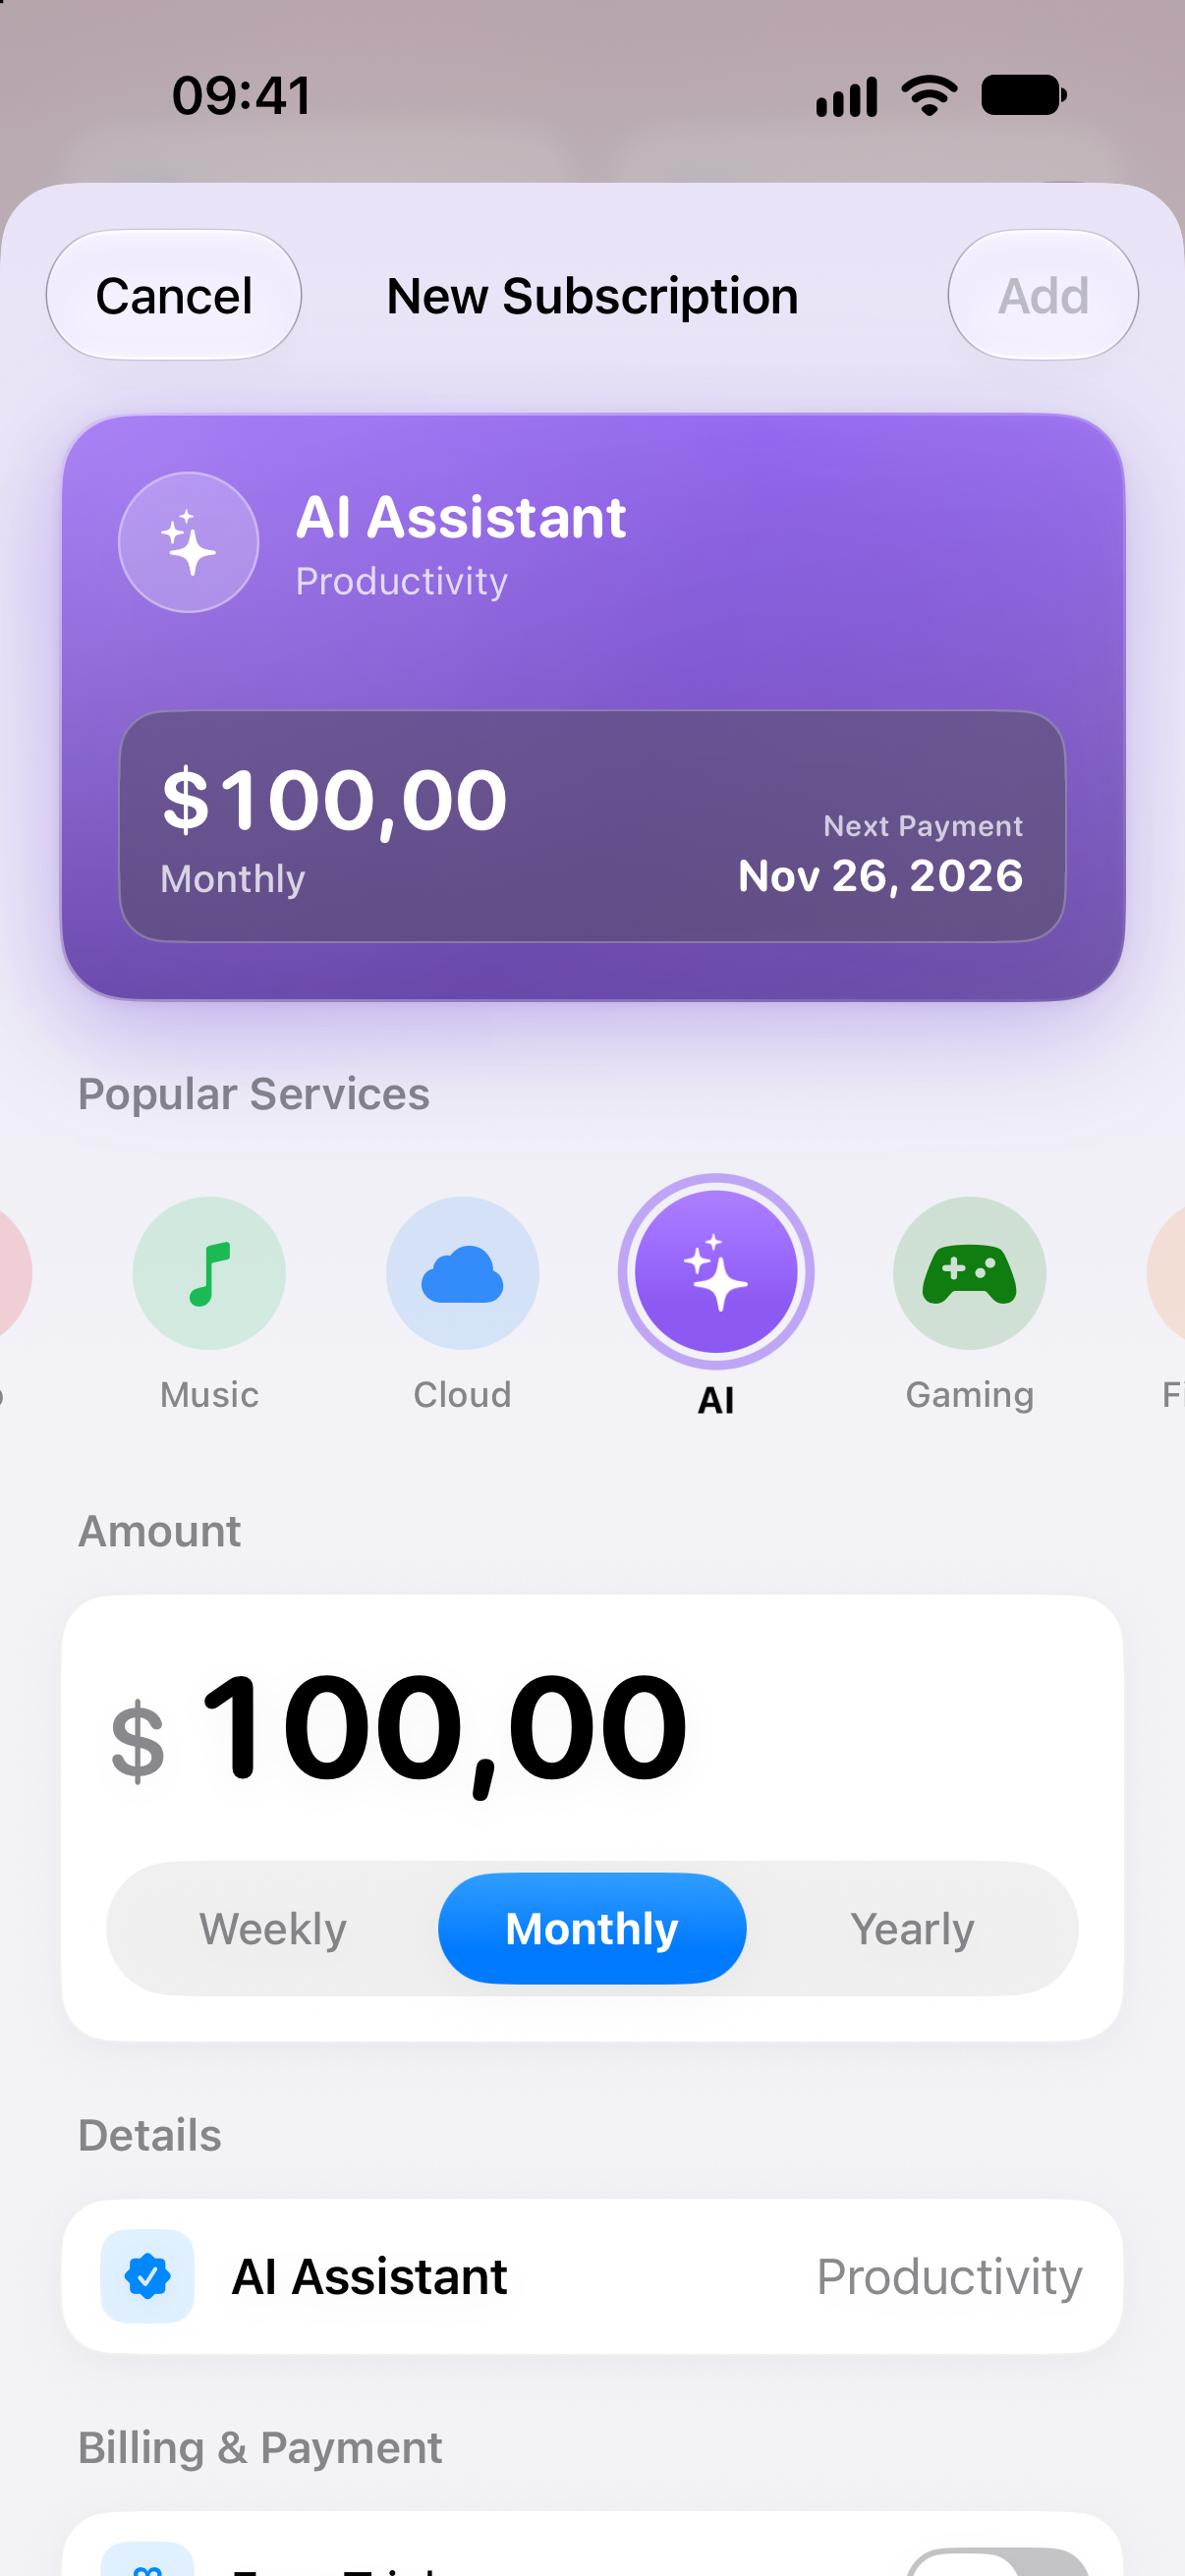 09:41
Cancel New Subscription Add
AI Assistant
Productivity
$100,00
Monthly
Next Payment
Nov 26, 2026
Popular Services
Music Cloud AI Gaming
Amount
$ 100,00
Weekly Monthly Yearly
Details
AI Assistant Productivity
Billing & Payment